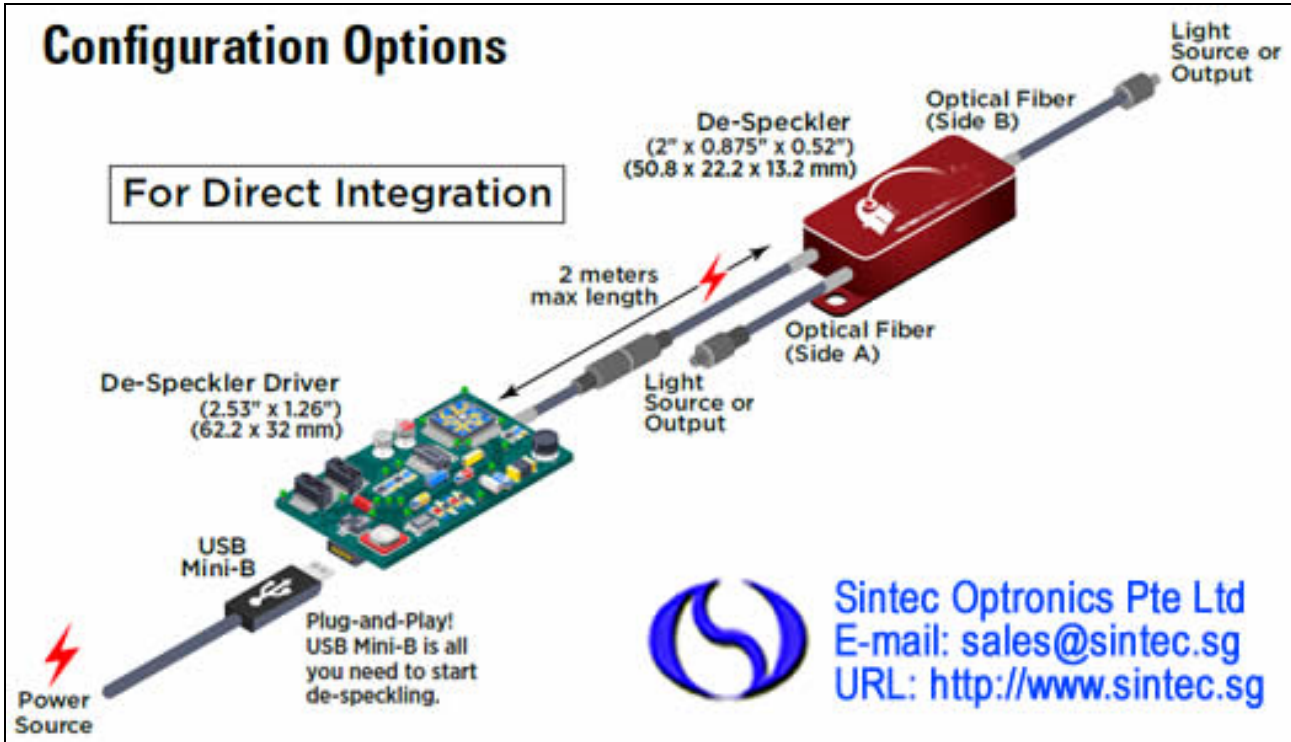 Configuration Options
For Direct Integration
Light
Source or
Output
Optical Fiber
(Side B)
De-Speckler
(2" x 0.875" x 0.52")
(50.8 x 22.2 x 13.2 mm)
2 meters
max length
Optical Fiber
(Side A)
Light
Source or
Output
De-Speckler Driver
(2.53" x 1.26")
(62.2 x 32 mm)
USB
Mini-B
Plug-and-Play!
USB Mini-B is all
you need to start
de-speckling.
Power
Source
Sintec Optronics Pte Ltd
E-mail: sales@sintec.sg
URL: http://www.sintec.sg